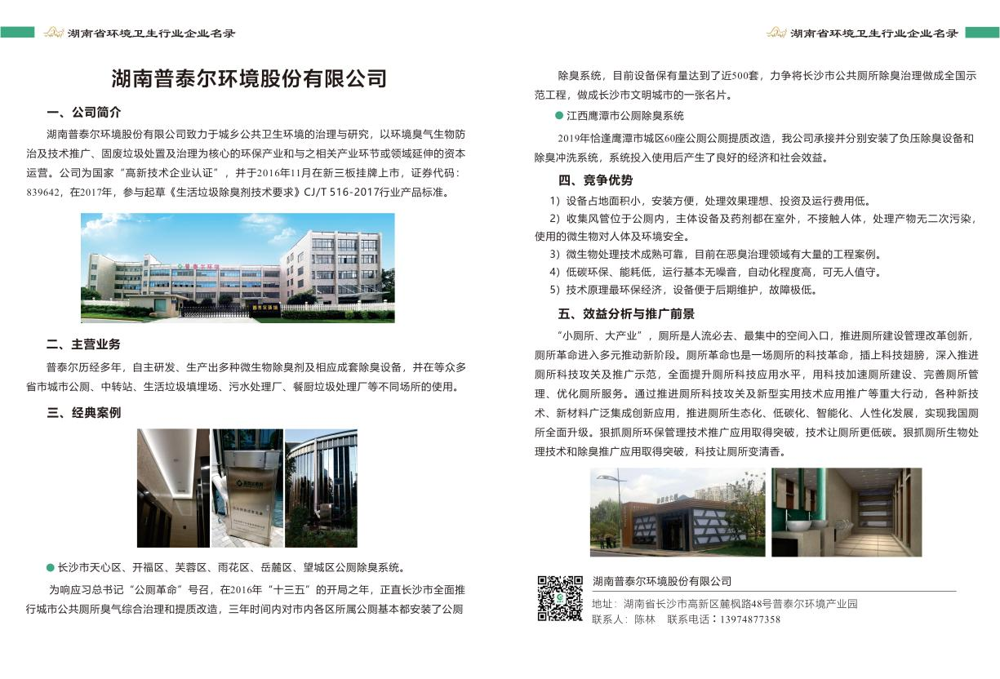 湖南省环境卫生行业企业名录
湖南普泰尔环境股份有限公司
一、公司简介
湖南普泰尔环境股份有限公司致力于城乡公共卫生环境的治理与研究，以环境臭气生物防
治及技术推广、固废垃圾处置及治理为核心的环保产业和与之相关产业环节或领域延伸的资本
运营。公司为国家“高新技术企业认证”，并于2016年11月在新三板挂牌上市，证券代码：
839642，在2017年，参与起草《生活垃圾除臭剂技术要求》CJ/T 516-2017行业产品标准。
普泰尔环境
普泰尔环境
二、主营业务
普泰尔历经多年，自主研发、生产出多种微生物除臭剂及相应成套除臭设备，并在等众多
省市城市公厕、中转站、生活垃圾填埋场、污水处理厂、餐厨垃圾处理厂等不同场所的使用。
三、经典案例
长沙市天心区、开福区、芙蓉区、雨花区、岳麓区、望城区公厕除臭系统。
为响应习总书记“公厕革命”号召，在2016年“十三五”的开局之年，正直长沙市全面推
行城市公共厕所臭气综合治理和提质改造，三年时间内对市内各区所属公厕基本都安装了公厕
湖南省环境卫生行业企业名录
除臭系统，目前设备保有量达到了近500套，力争将长沙市公共厕所除臭治理做成全国示
范工程，做成长沙市文明城市的一张名片。
江西鹰潭市公厕除臭系统
2019年恰逢鹰潭市城区60座公厕公厕提质改造，我公司承接并分别安装了负压除臭设备和
除臭冲洗系统，系统投入使用后产生了良好的经济和社会效益。
四、竞争优势
1）设备占地面积小，安装方便，处理效果理想、投资及运行费用低。
2）收集风管位于公厕内，主体设备及药剂都在室外，不接触人体，处理产物无二次污染，
使用的微生物对人体及环境安全。
3）微生物处理技术成熟可靠，目前在恶臭治理领域有大量的工程案例。
4）低碳环保、能耗低，运行基本无噪音，自动化程度高，可无人值守。
5）技术原理最环保经济，设备便于后期维护，故障极低。
五、效益分析与推广前景
“小厕所、大产业”，厕所是人流必去、最集中的空间入口，推进厕所建设管理改革创新，
厕所革命进入多元推动新阶段。厕所革命也是一场厕所的科技革命，插上科技翅膀，深入推进
厕所科技攻关及推广示范，全面提升厕所科技应用水平，用科技加速厕所建设、完善厕所管
理、优化厕所服务。通过推进厕所科技攻关及新型实用技术应用推广等重大行动，各种新技
术、新材料广泛集成创新应用，推进厕所生态化、低碳化、智能化、人性化发展，实现我国厕
所全面升级。狠抓厕所环保管理技术推广应用取得突破，技术让厕所更低碳。狠抓厕所生物处
理技术和除臭推广应用取得突破，科技让厕所变清香。
湖南普泰尔环境股份有限公司
地址：湖南省长沙市高新区麓枫路48号普泰尔环境产业园
联系人：陈林 联系电话：13974877358